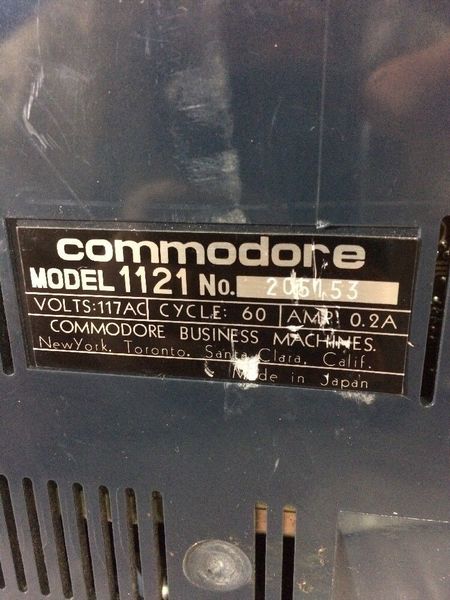 commodore
MODEL 1121 No.
VOLTS:117AC CYCLE: 60 AMP: 0.2A
COMMODORE BUSINESS MACHINES.
New York, Toronto, Santa Clara, Calif.
Made in Japan